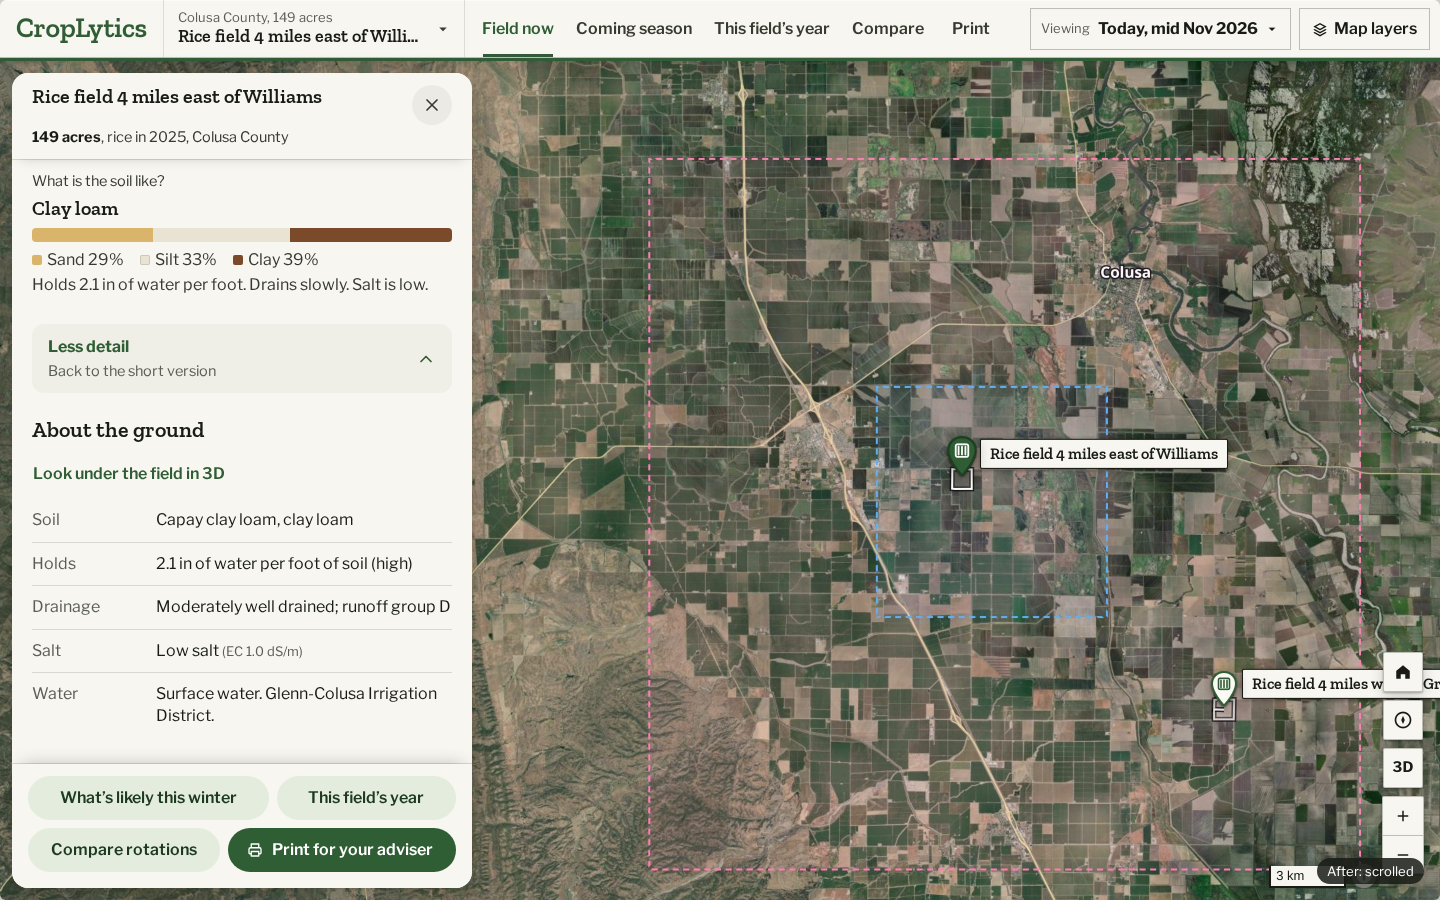 CropLytics
Colusa County, 149 acres
Rice field 4 miles east of Willi...
Field now
Coming season
This field's year
Compare
Print
Viewing Today, mid Nov 2026
Map layers
Rice field 4 miles east of Williams
149 acres, rice in 2025, Colusa County
What is the soil like?
Clay loam
Sand 29% Silt 33% Clay 39%
Holds 2.1 in of water per foot. Drains slowly. Salt is low.
Less detail
Back to the short version
About the ground
Look under the field in 3D
Soil Capay clay loam, clay loam
Holds 2.1 in of water per foot of soil (high)
Drainage Moderately well drained; runoff group D
Salt Low salt (EC 1.0 dS/m)
Water Surface water. Glenn-Colusa Irrigation
District.
What's likely this winter
This field's year
Compare rotations
Print for your adviser
Colusa
Rice field 4 miles east of Williams
Rice field 4 miles
3D
+
−
3 km
After: scrolled